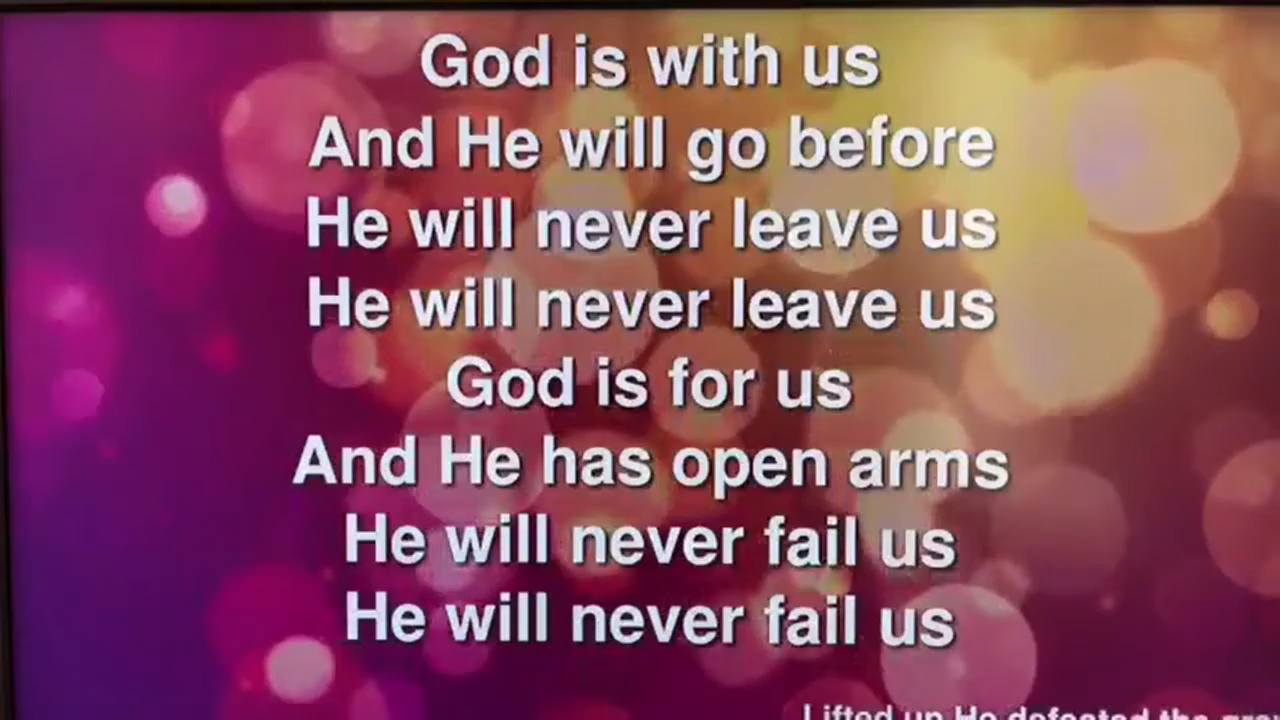 God is with us
And He will go before
He will never leave us
He will never leave us
God is for us
And He has open arms
He will never fail us
He will never fail us
Lifted up He defeated the